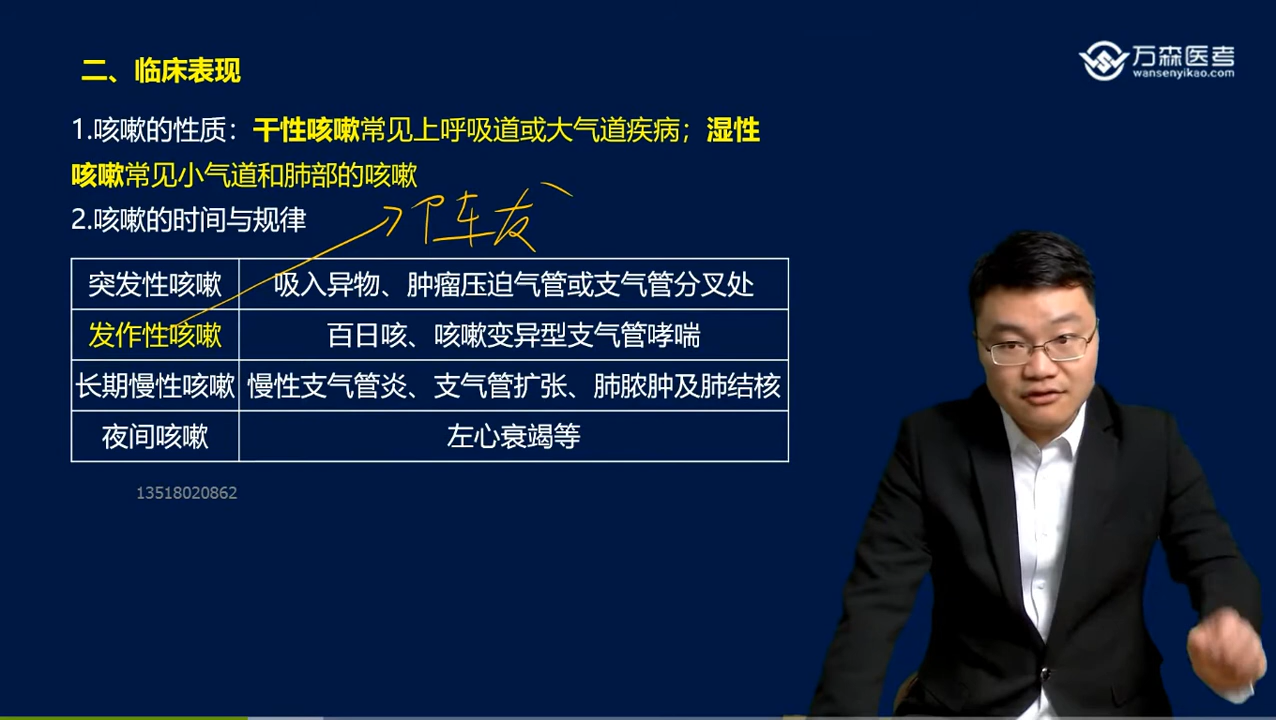 万森医考
wansenyikao.com
二、临床表现
1.咳嗽的性质：干性咳嗽常见上呼吸道或大气道疾病；湿性
咳嗽常见小气道和肺部的咳嗽
2.咳嗽的时间与规律
突发性咳嗽 吸入异物、肿瘤压迫气管或支气管分叉处
发作性咳嗽 百日咳、咳嗽变异型支气管哮喘
长期慢性咳嗽 慢性支气管炎、支气管扩张、肺脓肿及肺结核
夜间咳嗽 左心衰竭等
13518020862